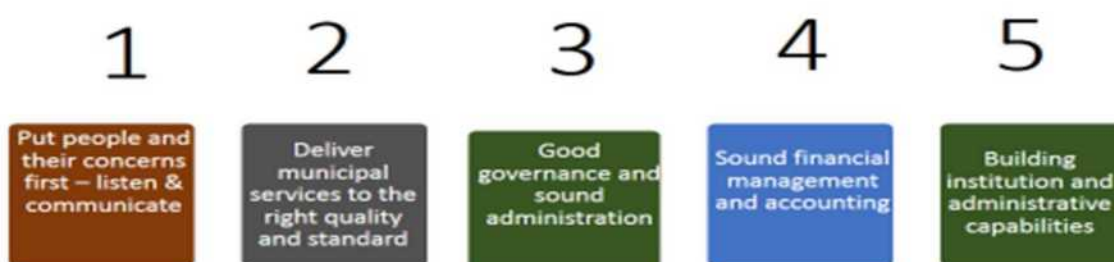 1
2
3
4
5
Put people and
their concerns
first – listen &
communicate
Deliver
municipal
services to the
right quality
and standard
Good
governance and
sound
administration
Sound financial
management
and accounting
Building
institution and
administrative
capabilities